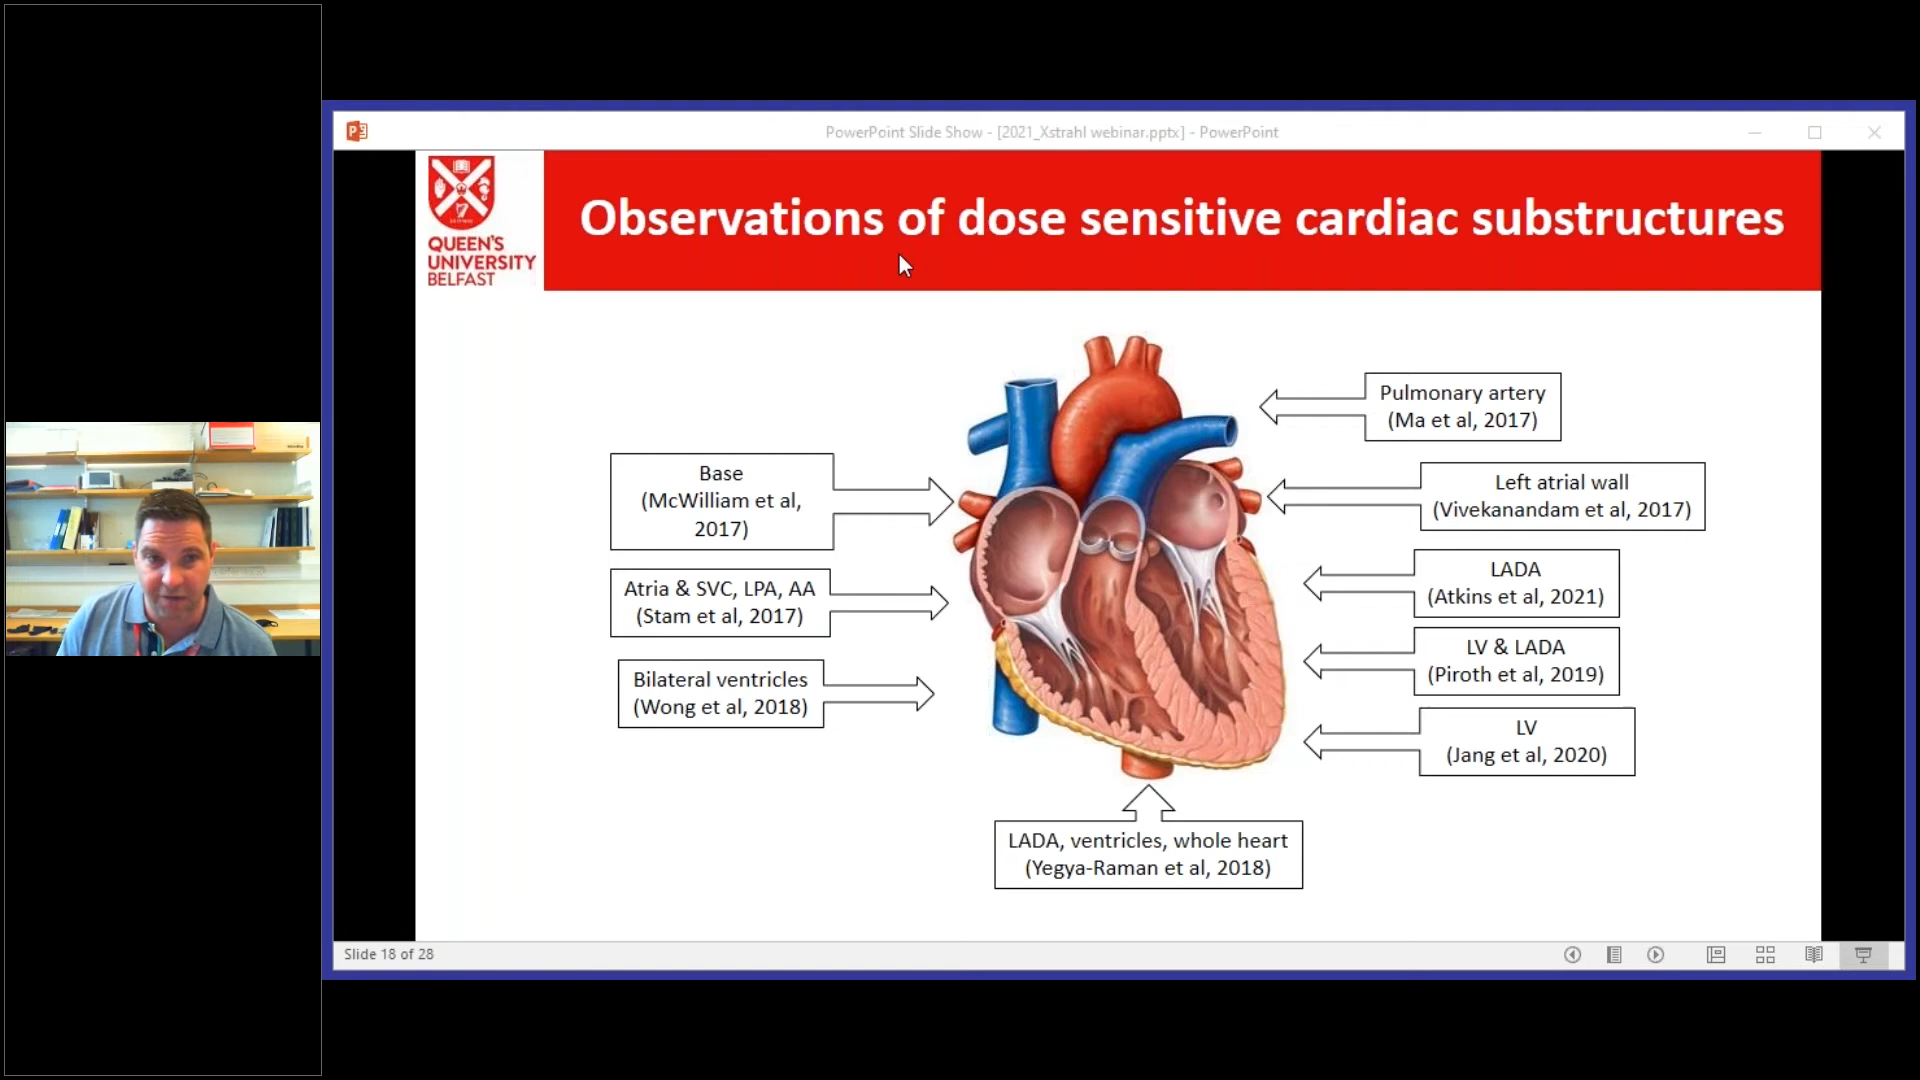 PowerPoint Slide Show - [2021_Xstrahl webinar.pptx] - PowerPoint
QUEEN'S
UNIVERSITY
BELFAST
Observations of dose sensitive cardiac substructures
Pulmonary artery
(Ma et al, 2017)
Base
(McWilliam et al,
2017)
Left atrial wall
(Vivekanandam et al, 2017)
Atria & SVC, LPA, AA
(Stam et al, 2017)
LADA
(Atkins et al, 2021)
Bilateral ventricles
(Wong et al, 2018)
LV & LADA
(Piroth et al, 2019)
LV
(Jang et al, 2020)
LADA, ventricles, whole heart
(Yegya-Raman et al, 2018)
Slide 18 of 28